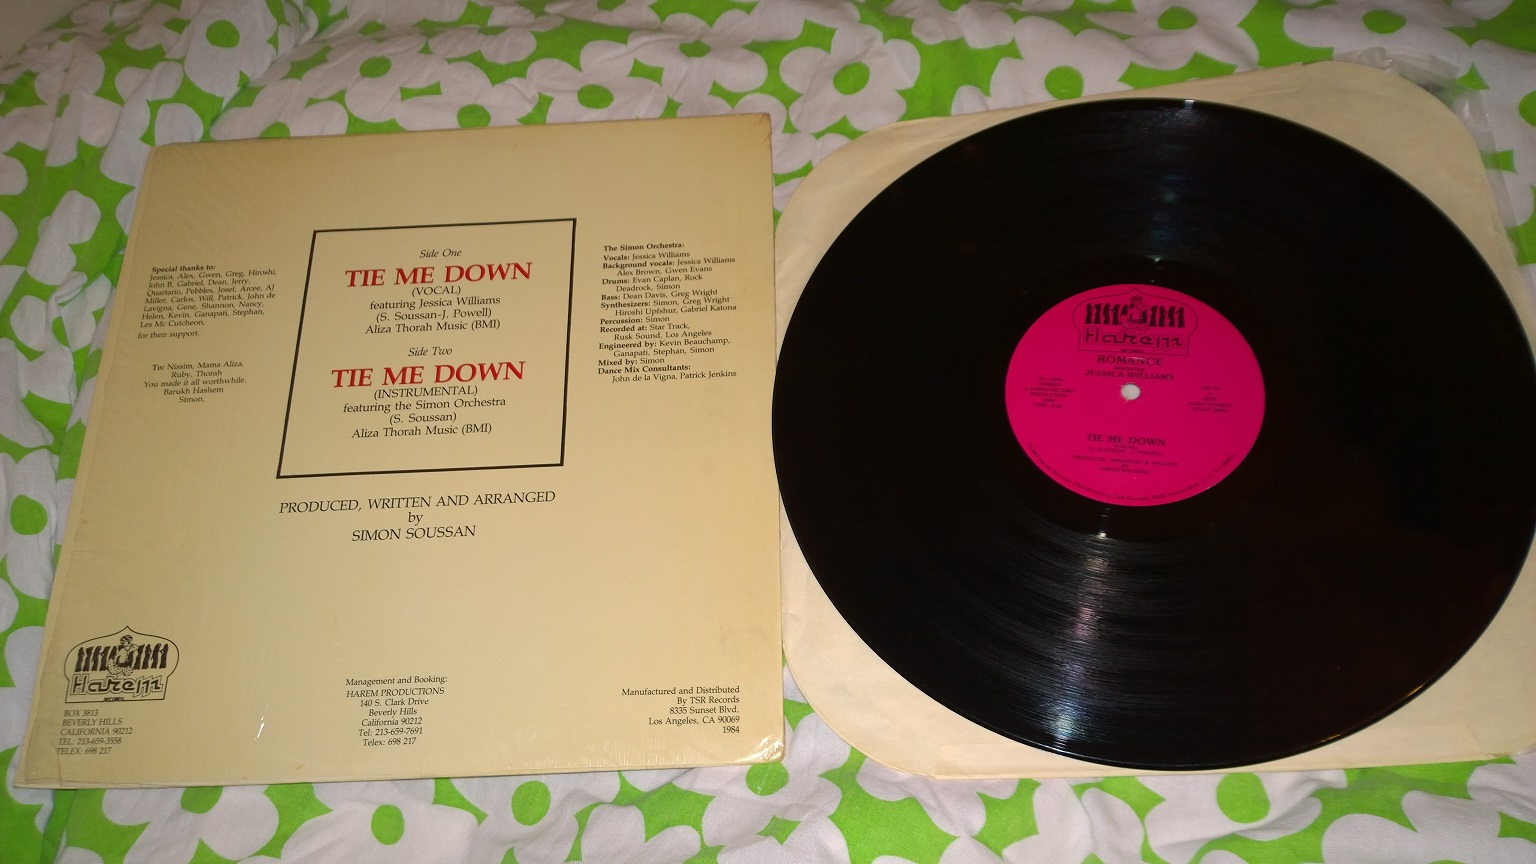 Special thanks to:
Jessica, Alex, Gwen, Greg, Hiroshi,
John B, Gabriel, Dean, Jerry,
Quartario, Pebbles, Josef, Arcee, AJ
Miller, Carlos, Will, Patrick, John de
Lavigna, Gene, Shannon, Nancy,
Helen, Kevin, Ganapati, Stephan,
Les Mc Cutcheon,
for their support.
To: Nissim, Mama Aliza,
Ruby, Thorah
You made it all worthwhile.
Barukh Hashem
Simon.
Side One
TIE ME DOWN
(VOCAL)
featuring Jessica Williams
(S. Soussan-J. Powell)
Aliza Thorah Music (BMI)
Side Two
TIE ME DOWN
(INSTRUMENTAL)
featuring the Simon Orchestra
(S. Soussan)
Aliza Thorah Music (BMI)
PRODUCED, WRITTEN AND ARRANGED
by
SIMON SOUSSAN
The Simon Orchestra:
Vocals: Jessica Williams
Background vocals: Jessica Williams
Alex Brown, Gwen Evans
Drums: Evan Caplan, Rock
Deadrock, Simon
Bass: Dean Davis, Greg Wright
Synthesizers: Simon, Greg Wright
Hiroshi Upfshur, Gabriel Katona
Percussion: Simon
Recorded at: Star Track,
Rusk Sound, Los Angeles
Engineered by: Kevin Beauchamp,
Ganapati, Stephan, Simon
Mixed by: Simon
Dance Mix Consultants:
John de la Vigna, Patrick Jenkins
Harem
RECORDS
BOX 3813
BEVERLY HILLS
CALIFORNIA 90212
TEL: 213-659-3558
TELEX: 698 217
Management and Booking:
HAREM PRODUCTIONS
140 S. Clark Drive
Beverly Hills
California 90212
Tel: 213-659-7691
Telex: 698 217
Manufactured and Distributed
By TSR Records
8335 Sunset Blvd.
Los Angeles, CA 90069
1984
Harem
RECORDS
ROMANCE
featuring
JESSICA WILLIAMS
TIE ME DOWN